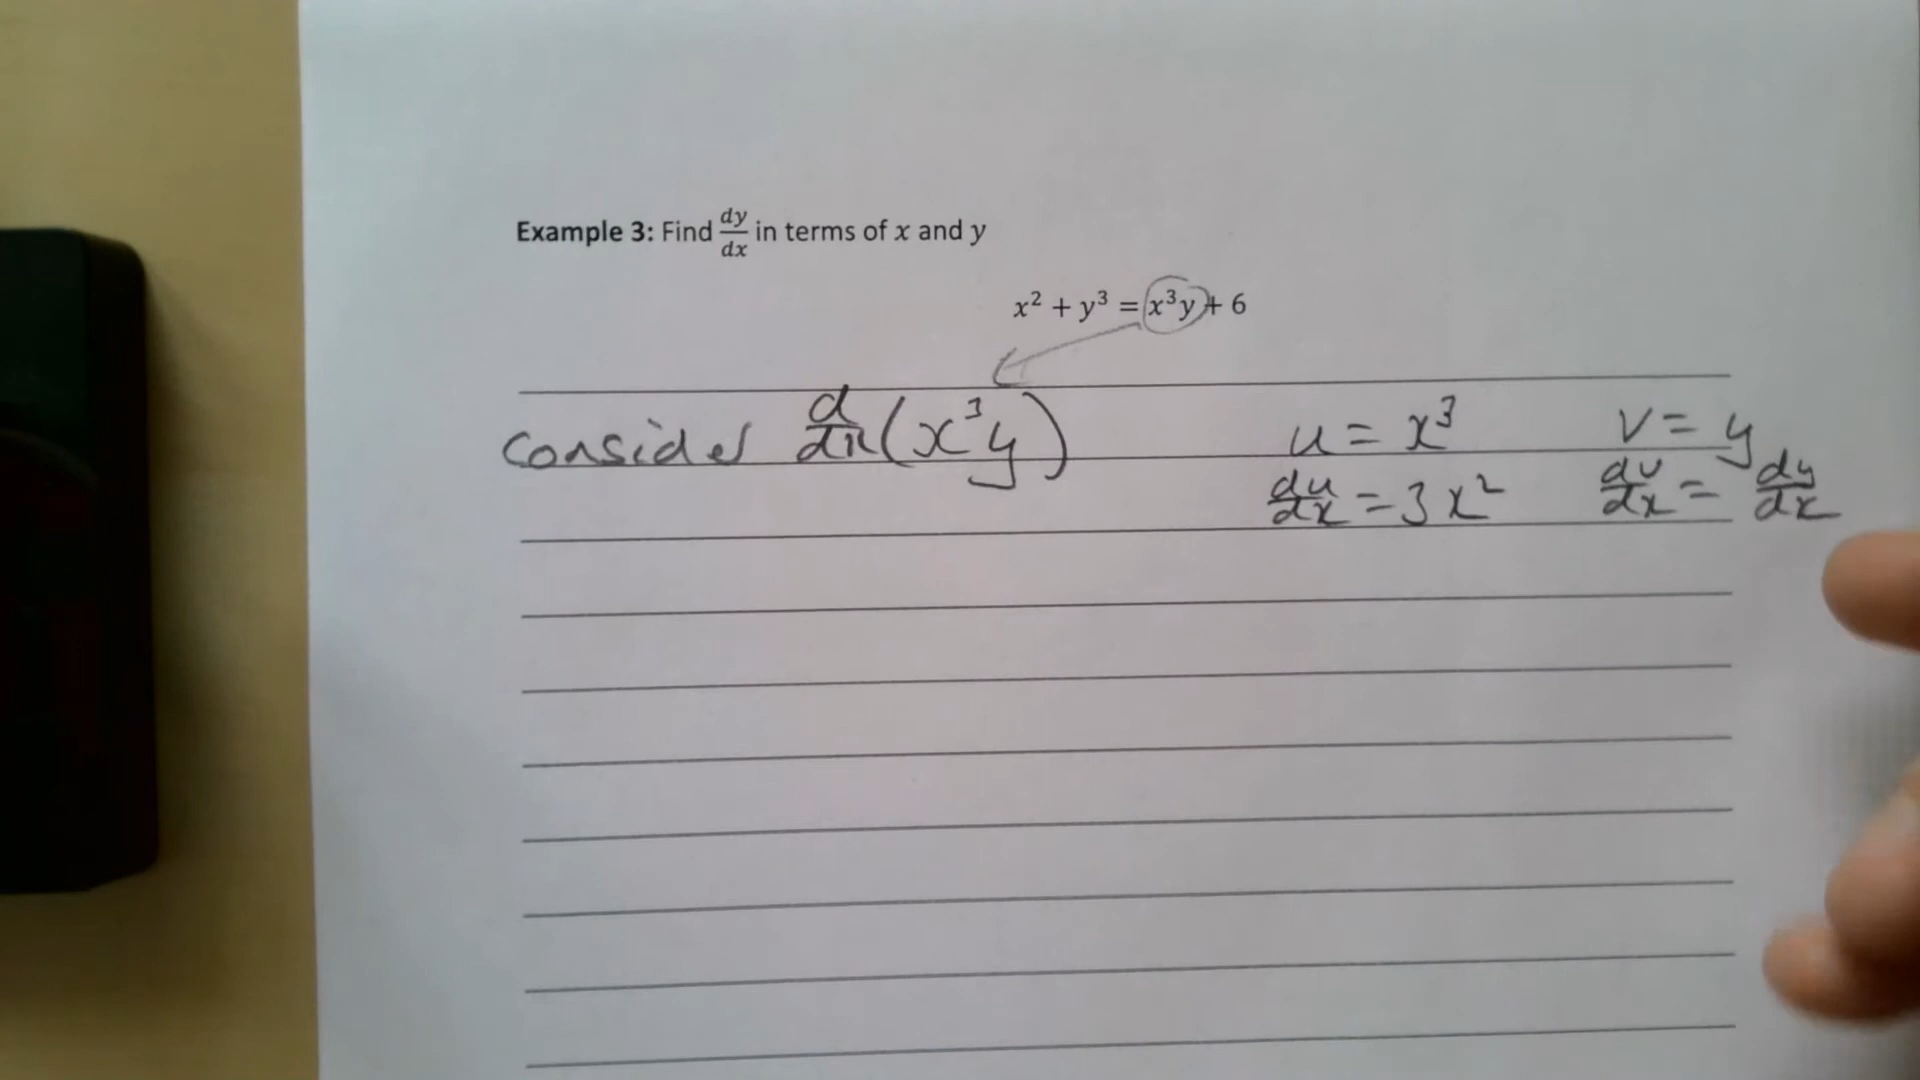 Example 3: Find dy/dx in terms of x and y
x² + y³ = x³y + 6
consider d/dx (x³y) u = x³ v = y
du/dx = 3x² dv/dx = dy/dx